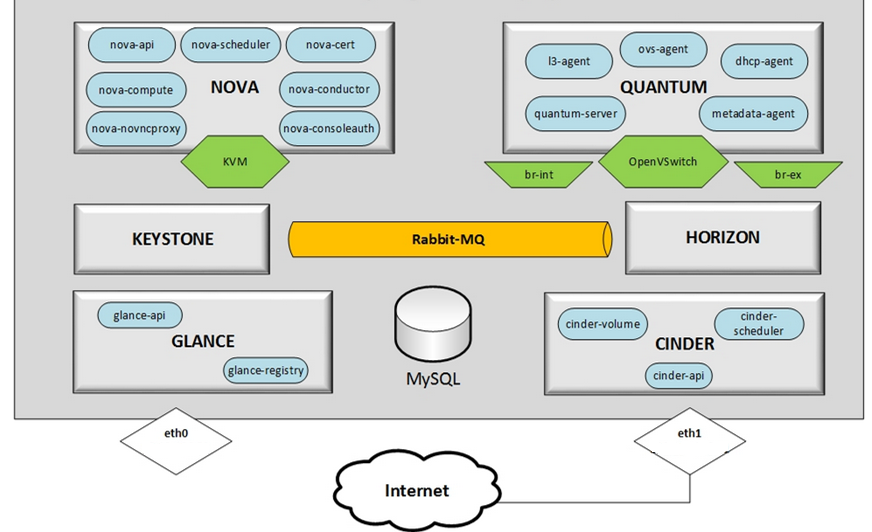 nova-api
nova-scheduler
nova-cert
nova-compute
NOVA
nova-conductor
nova-novncproxy
nova-consoleauth
KVM
l3-agent
ovs-agent
dhcp-agent
QUANTUM
quantum-server
metadata-agent
br-int
OpenVSwitch
br-ex
KEYSTONE
Rabbit-MQ
HORIZON
glance-api
GLANCE
glance-registry
MySQL
cinder-volume
cinder-
scheduler
CINDER
cinder-api
eth0
eth1
Internet